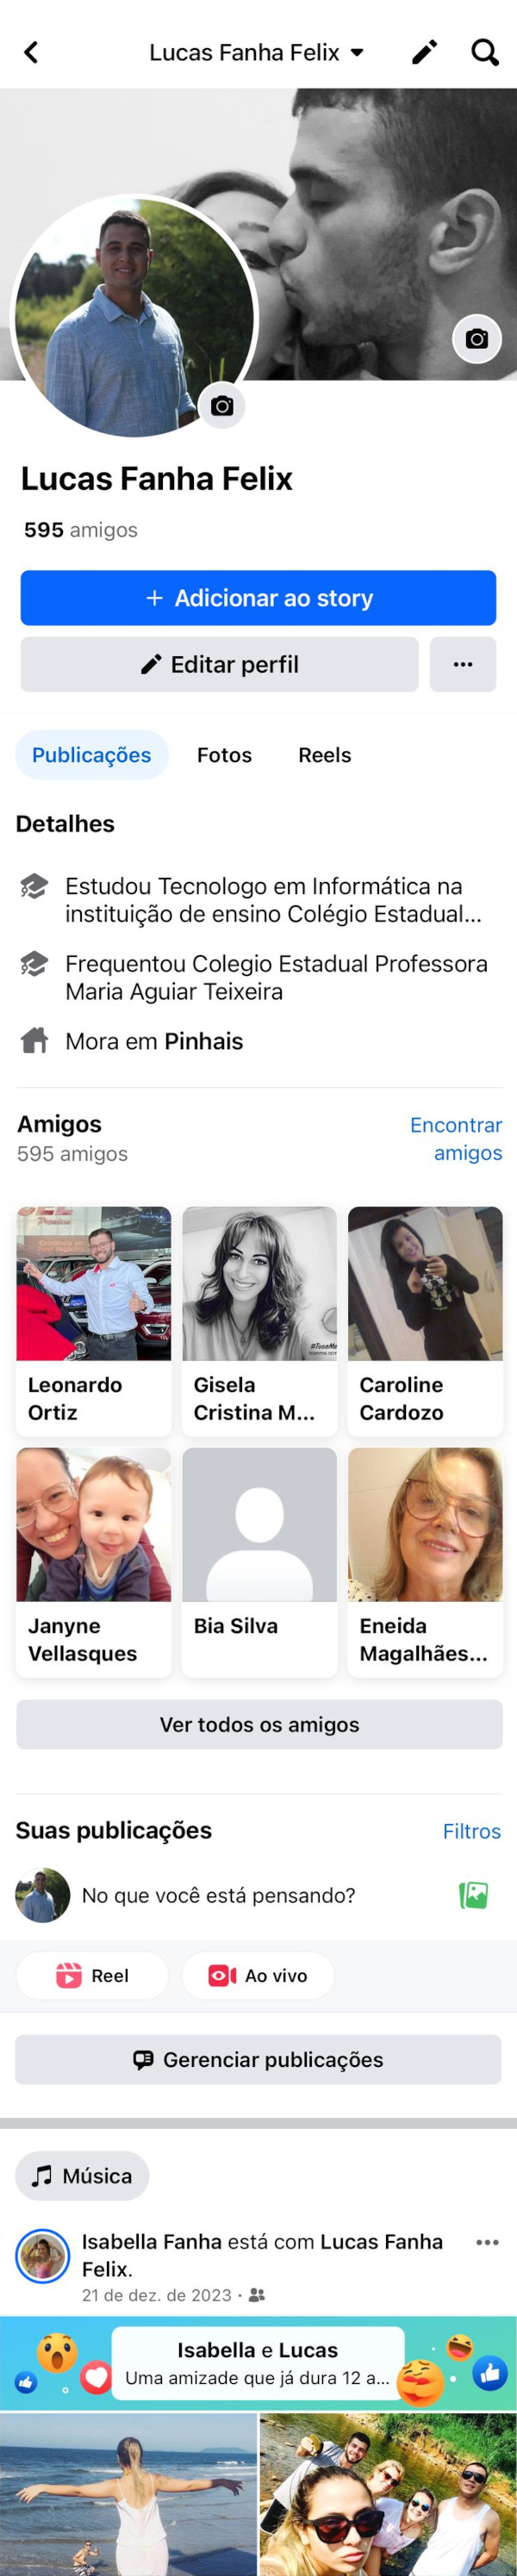 Lucas Fanha Felix
Lucas Fanha Felix
595 amigos
+ Adicionar ao story
Editar perfil
Publicações
Fotos
Reels
Detalhes
Estudou Tecnologo em Informática na
instituição de ensino Colégio Estadual...
Frequentou Colegio Estadual Professora
Maria Aguiar Teixeira
Mora em Pinhais
Amigos
Encontrar
amigos
595 amigos
Leonardo
Ortiz
Gisela
Cristina M...
Caroline
Cardozo
Janyne
Vellasques
Bia Silva
Eneida
Magalhães...
Ver todos os amigos
Suas publicações
Filtros
No que você está pensando?
Reel
Ao vivo
Gerenciar publicações
Música
Isabella Fanha está com Lucas Fanha
Felix.
21 de dez. de 2023 ·
Isabella e Lucas
Uma amizade que já dura 12 a...